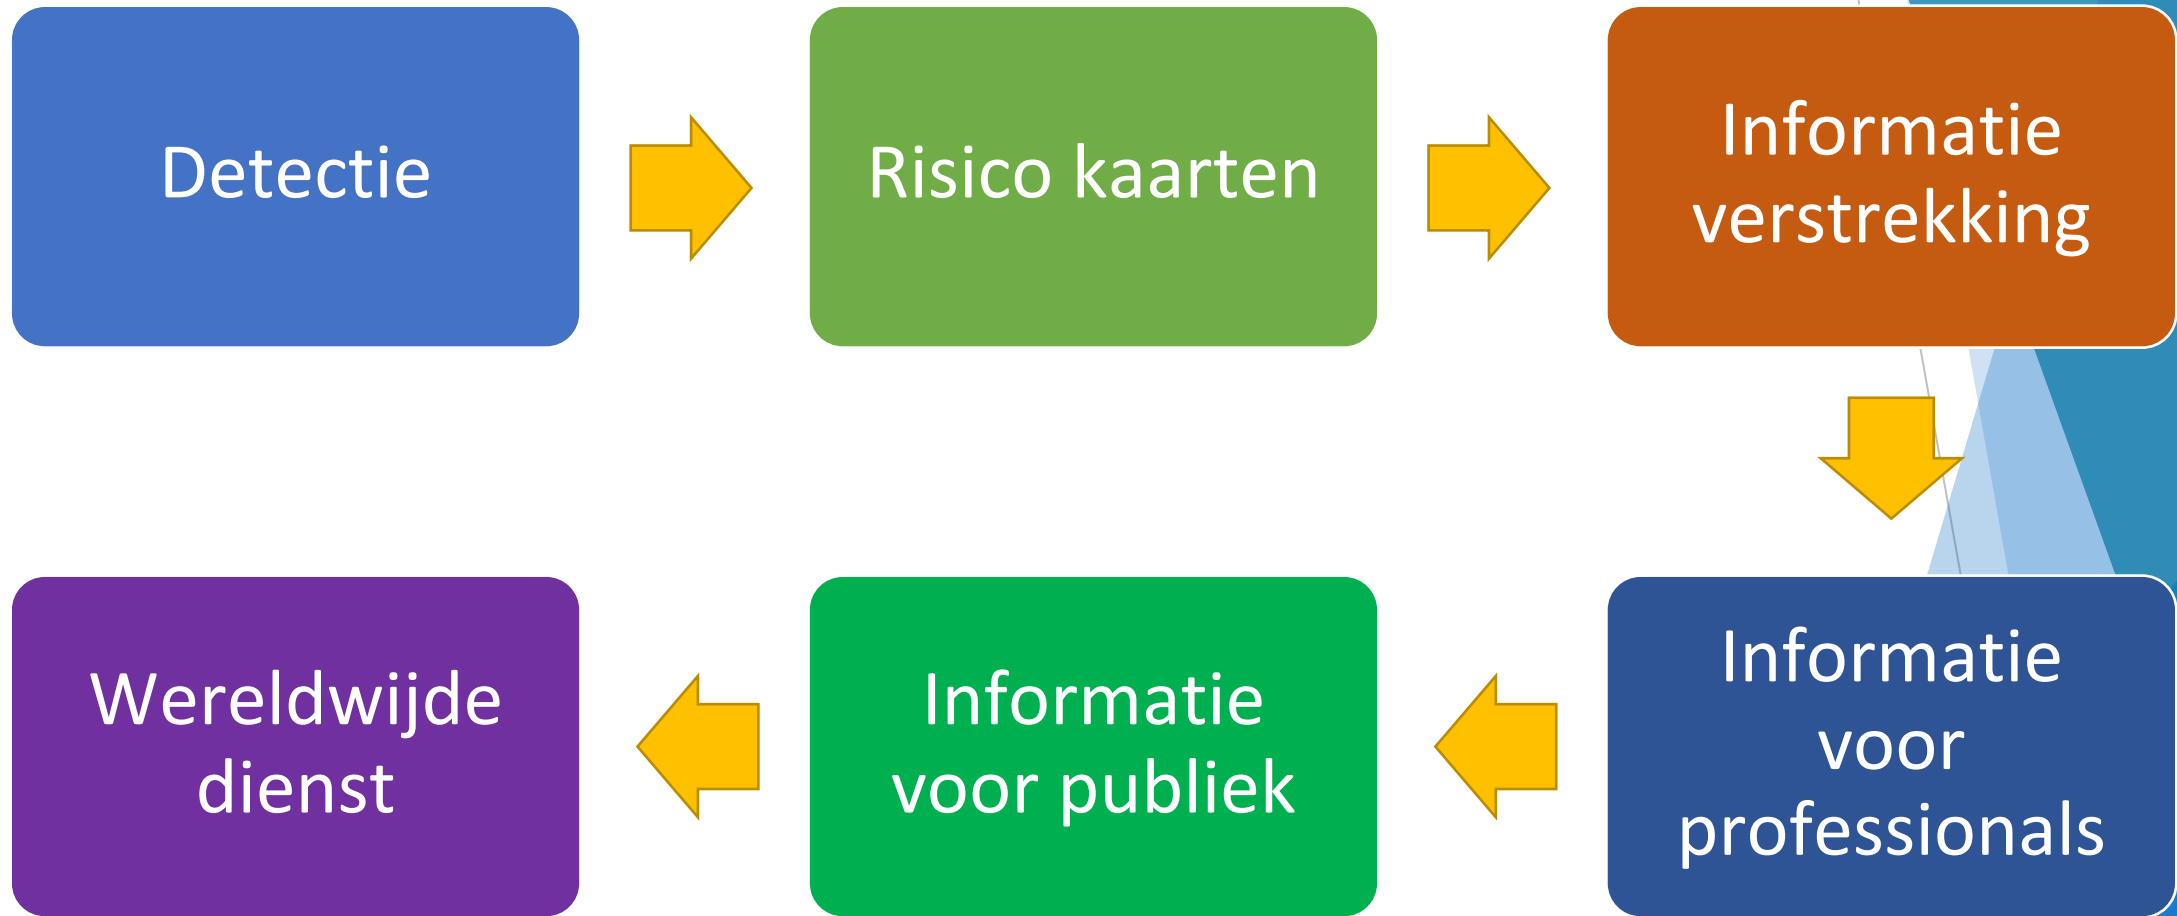 Detectie
Risico kaarten
Informatie
verstrekking
Informatie
voor
professionals
Informatie
voor publiek
Wereldwijde
dienst